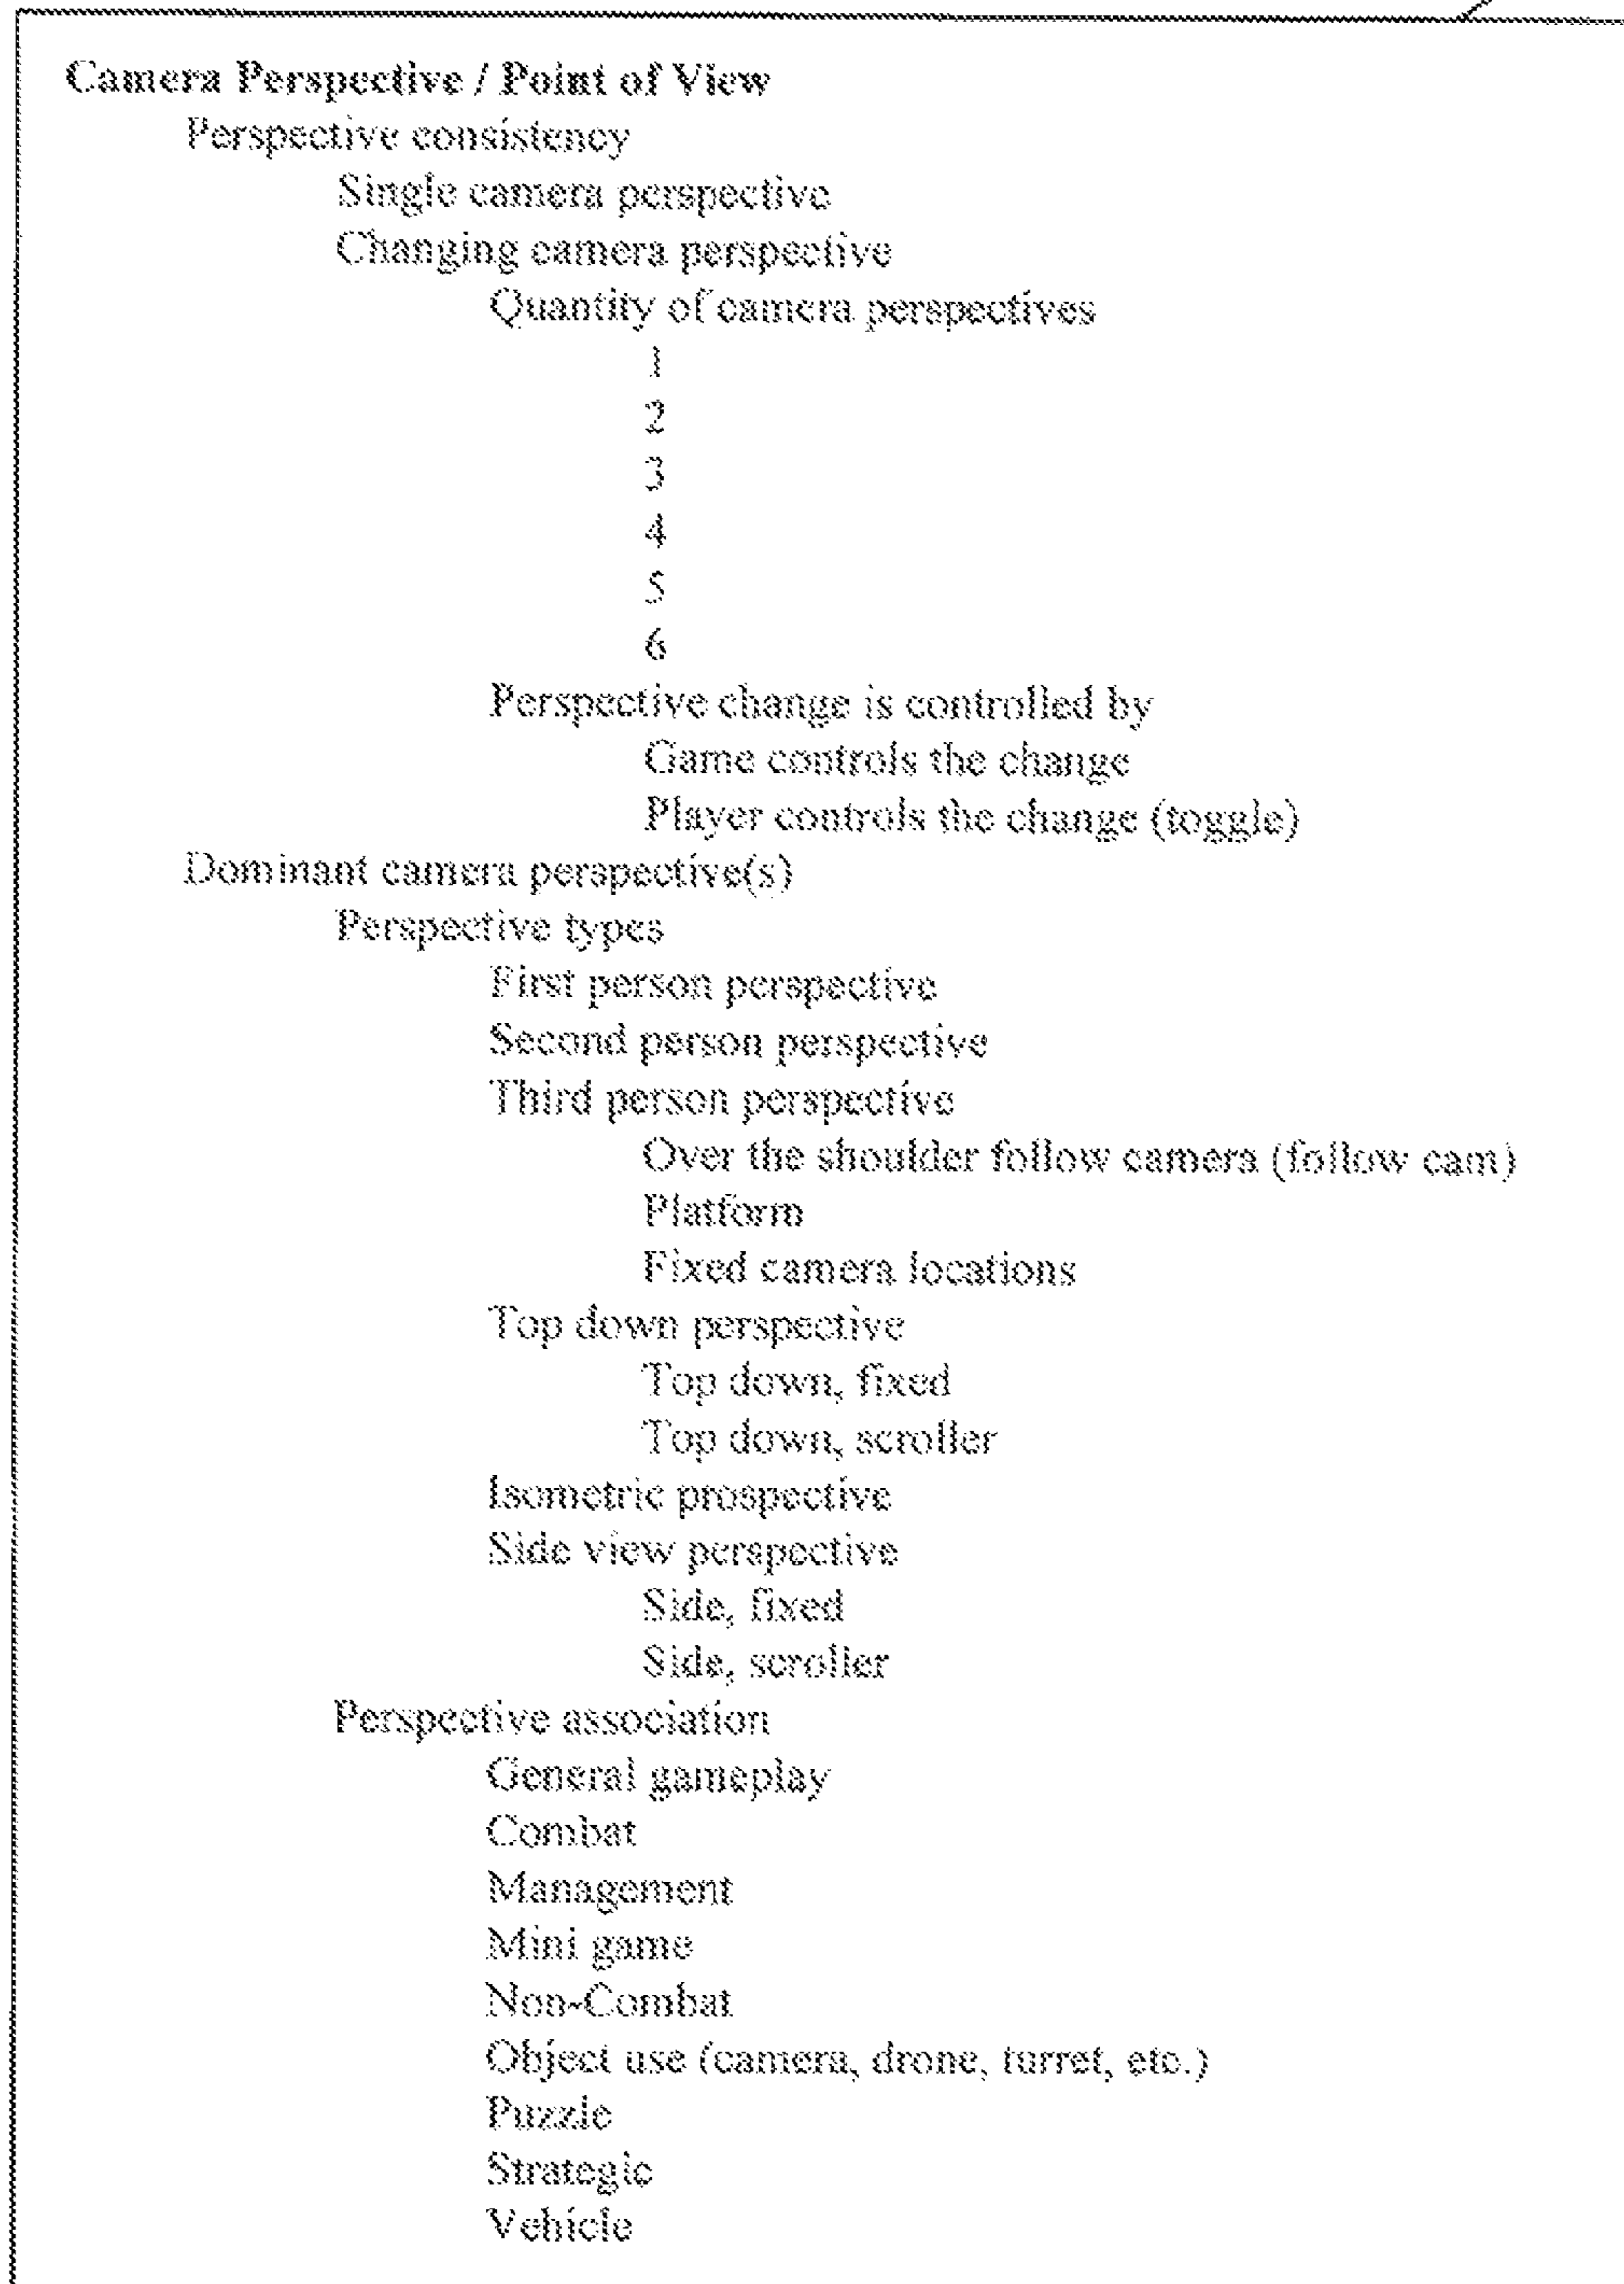 Camera Perspective / Point of View
Perspective consistency
Single camera perspective
Changing camera perspective
Quantity of camera perspectives
1
2
3
4
5
6
Perspective change is controlled by
Game controls the change
Player controls the change (toggle)
Dominant camera perspective(s)
Perspective types
First person perspective
Second person perspective
Third person perspective
Over the shoulder follow camera (follow cam)
Platform
Fixed camera locations
Top down perspective
Top down, fixed
Top down, scroller
Isometric prospective
Side view perspective
Side, fixed
Side, scroller
Perspective association
General gameplay
Combat
Management
Mini game
Non-Combat
Object use (camera, drone, turret, etc.)
Puzzle
Strategic
Vehicle